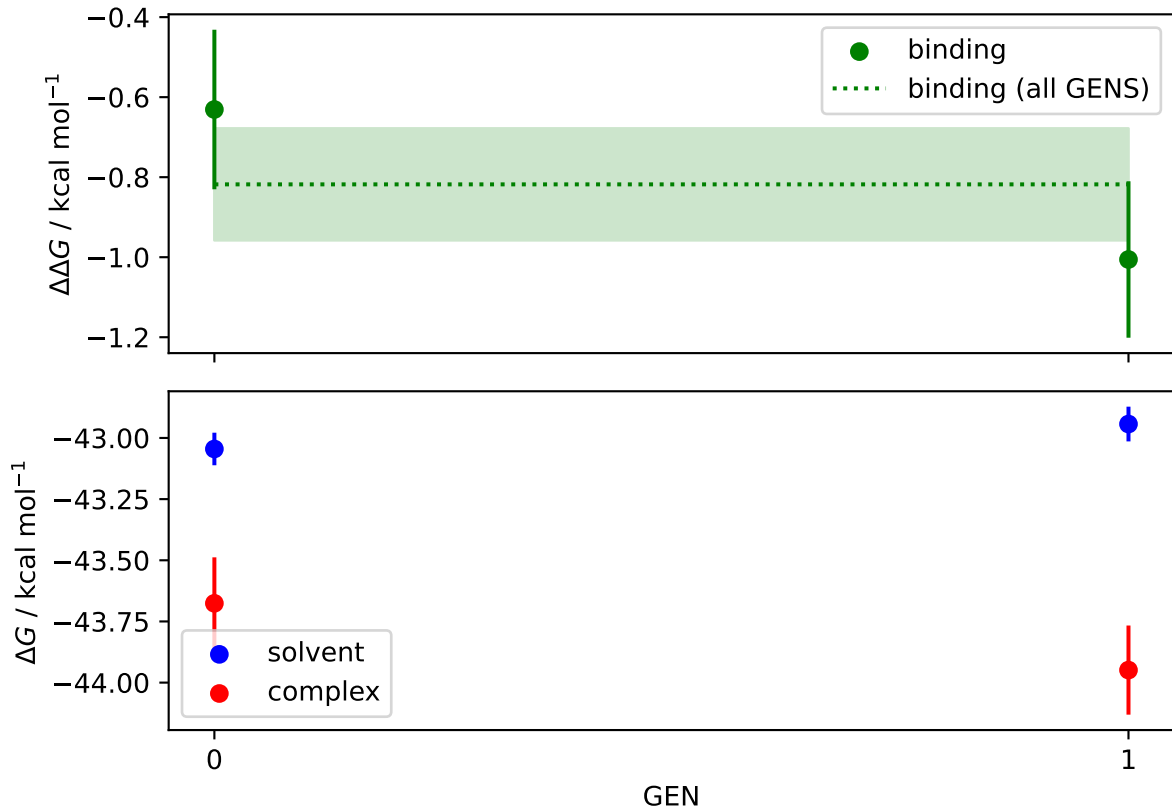 −0.4
−0.6
−0.8
−1.0
−1.2
ΔΔG / kcal mol⁻¹
binding
binding (all GENS)
−43.00
−43.25
−43.50
−43.75
−44.00
ΔG / kcal mol⁻¹
solvent
complex
0
1
GEN